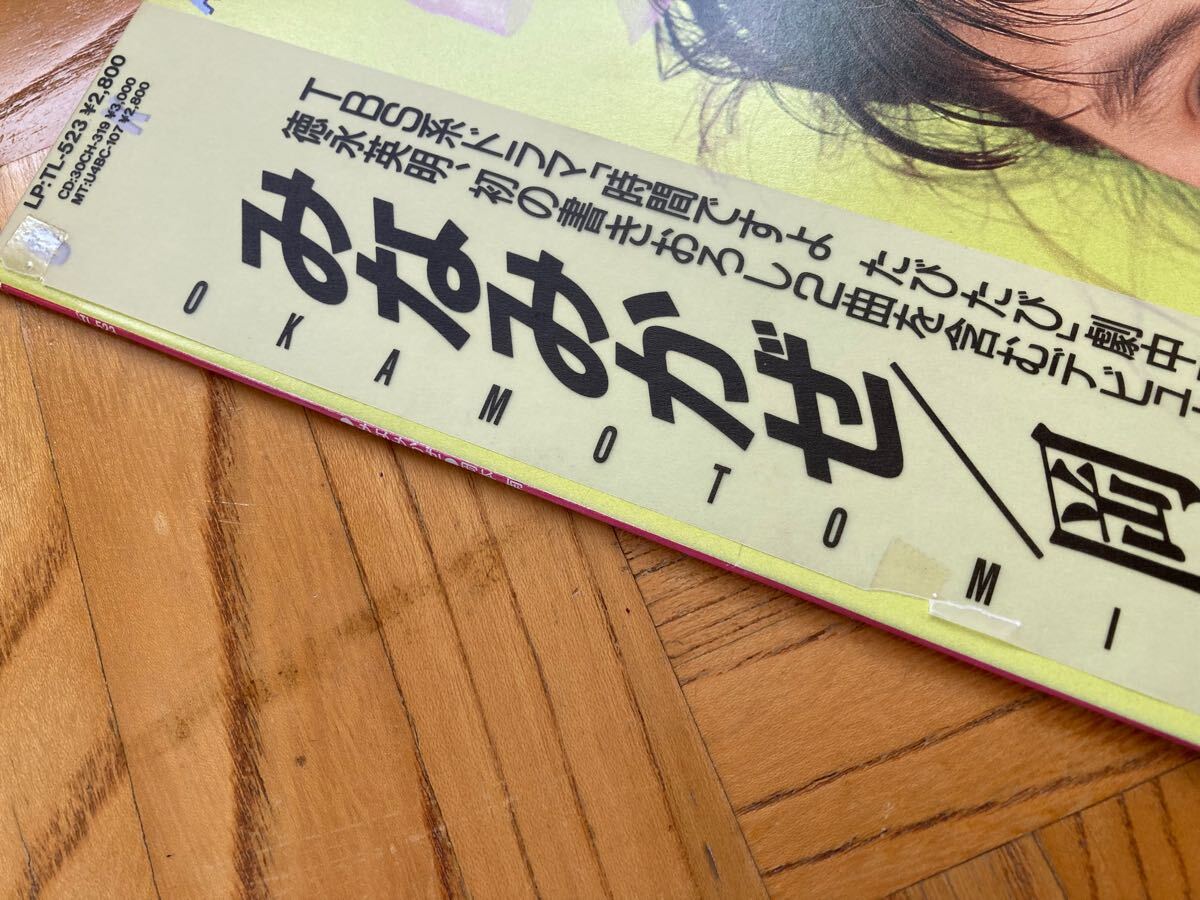 LP:TL-523 ¥2,800
CD:30CH-319 ¥3,000
MT:U4BC-107 ¥2,800
TBS系ドラマ「時間ですよ たびたび」劇中
徳永英明、初の書きおろし2曲を含むデビュー
みなみかぜ/岡
OKAMOTO MI
TL-523